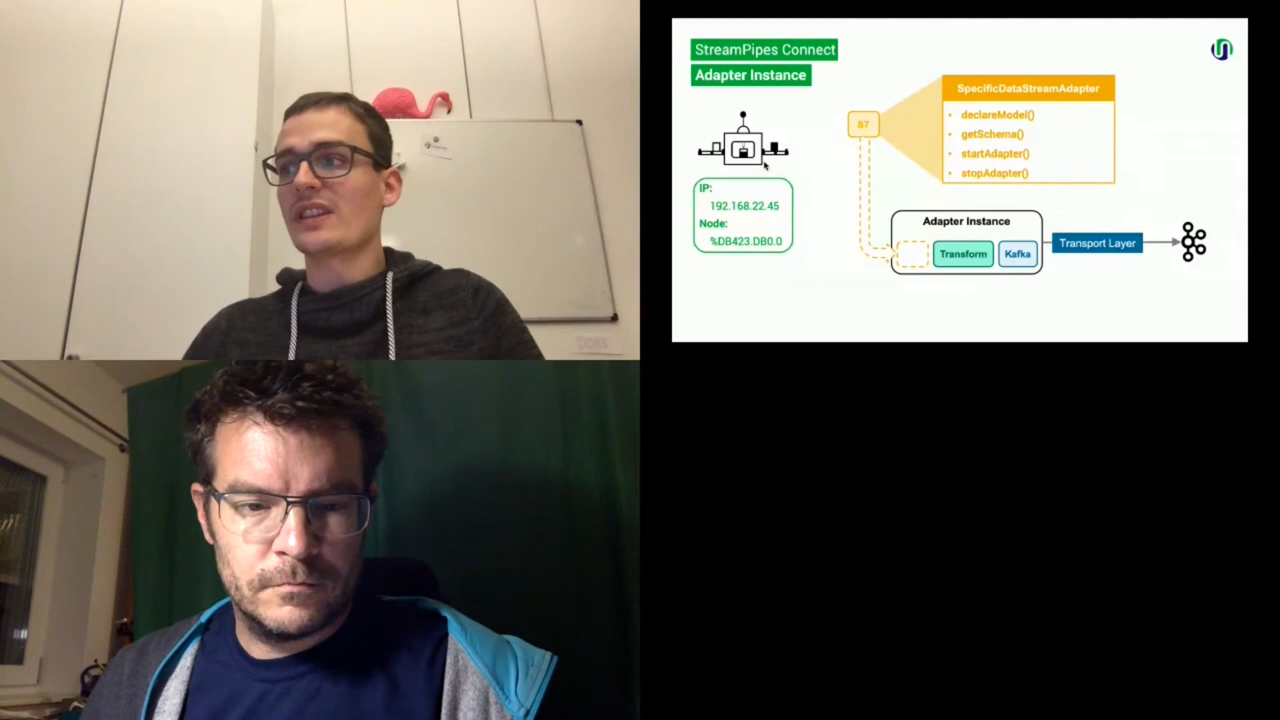 StreamPipes Connect
Adapter Instance
S7
SpecificDataStreamAdapter
• declareModel()
• getSchema()
• startAdapter()
• stopAdapter()
IP:
192.168.22.45
Node:
%DB423.DB0.0
Adapter Instance
Transform
Kafka
Transport Layer